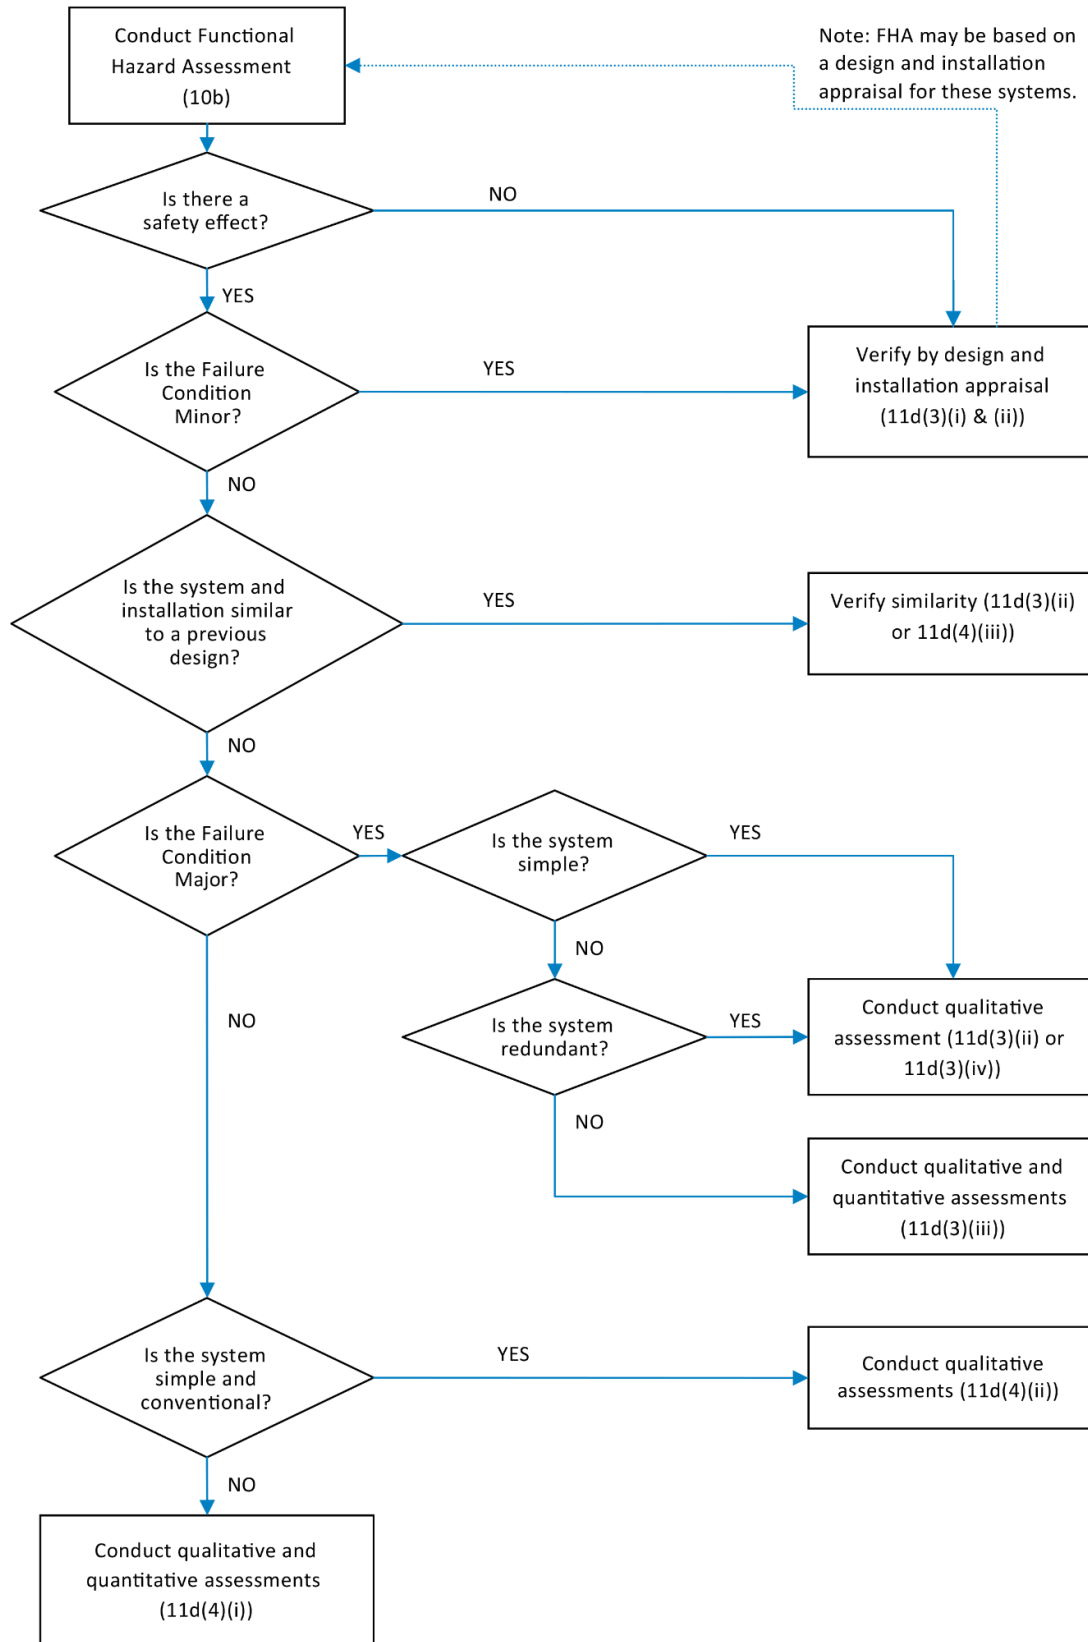 Conduct Functional
Hazard Assessment
(10b)
Note: FHA may be based on
a design and installation
appraisal for these systems.
Is there a
safety effect?
NO
YES
Is the Failure
Condition
Minor?
YES
Verify by design and
installation appraisal
(11d(3)(i) & (ii))
NO
Is the system and
installation similar
to a previous
design?
YES
Verify similarity (11d(3)(ii)
or 11d(4)(iii))
NO
Is the Failure
Condition
Major?
YES
Is the system
simple?
YES
NO
NO
Is the system
redundant?
YES
Conduct qualitative
assessment (11d(3)(ii) or
11d(3)(iv))
NO
Conduct qualitative and
quantitative assessments
(11d(3)(iii))
Is the system
simple and
conventional?
YES
Conduct qualitative
assessments (11d(4)(ii))
NO
Conduct qualitative and
quantitative assessments
(11d(4)(i))